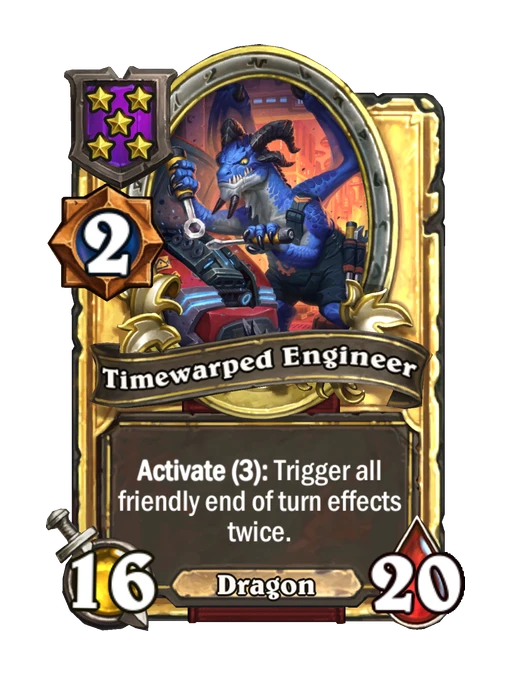 2
Timewarped Engineer
Activate (3): Trigger all
friendly end of turn effects
twice.
16
Dragon
20